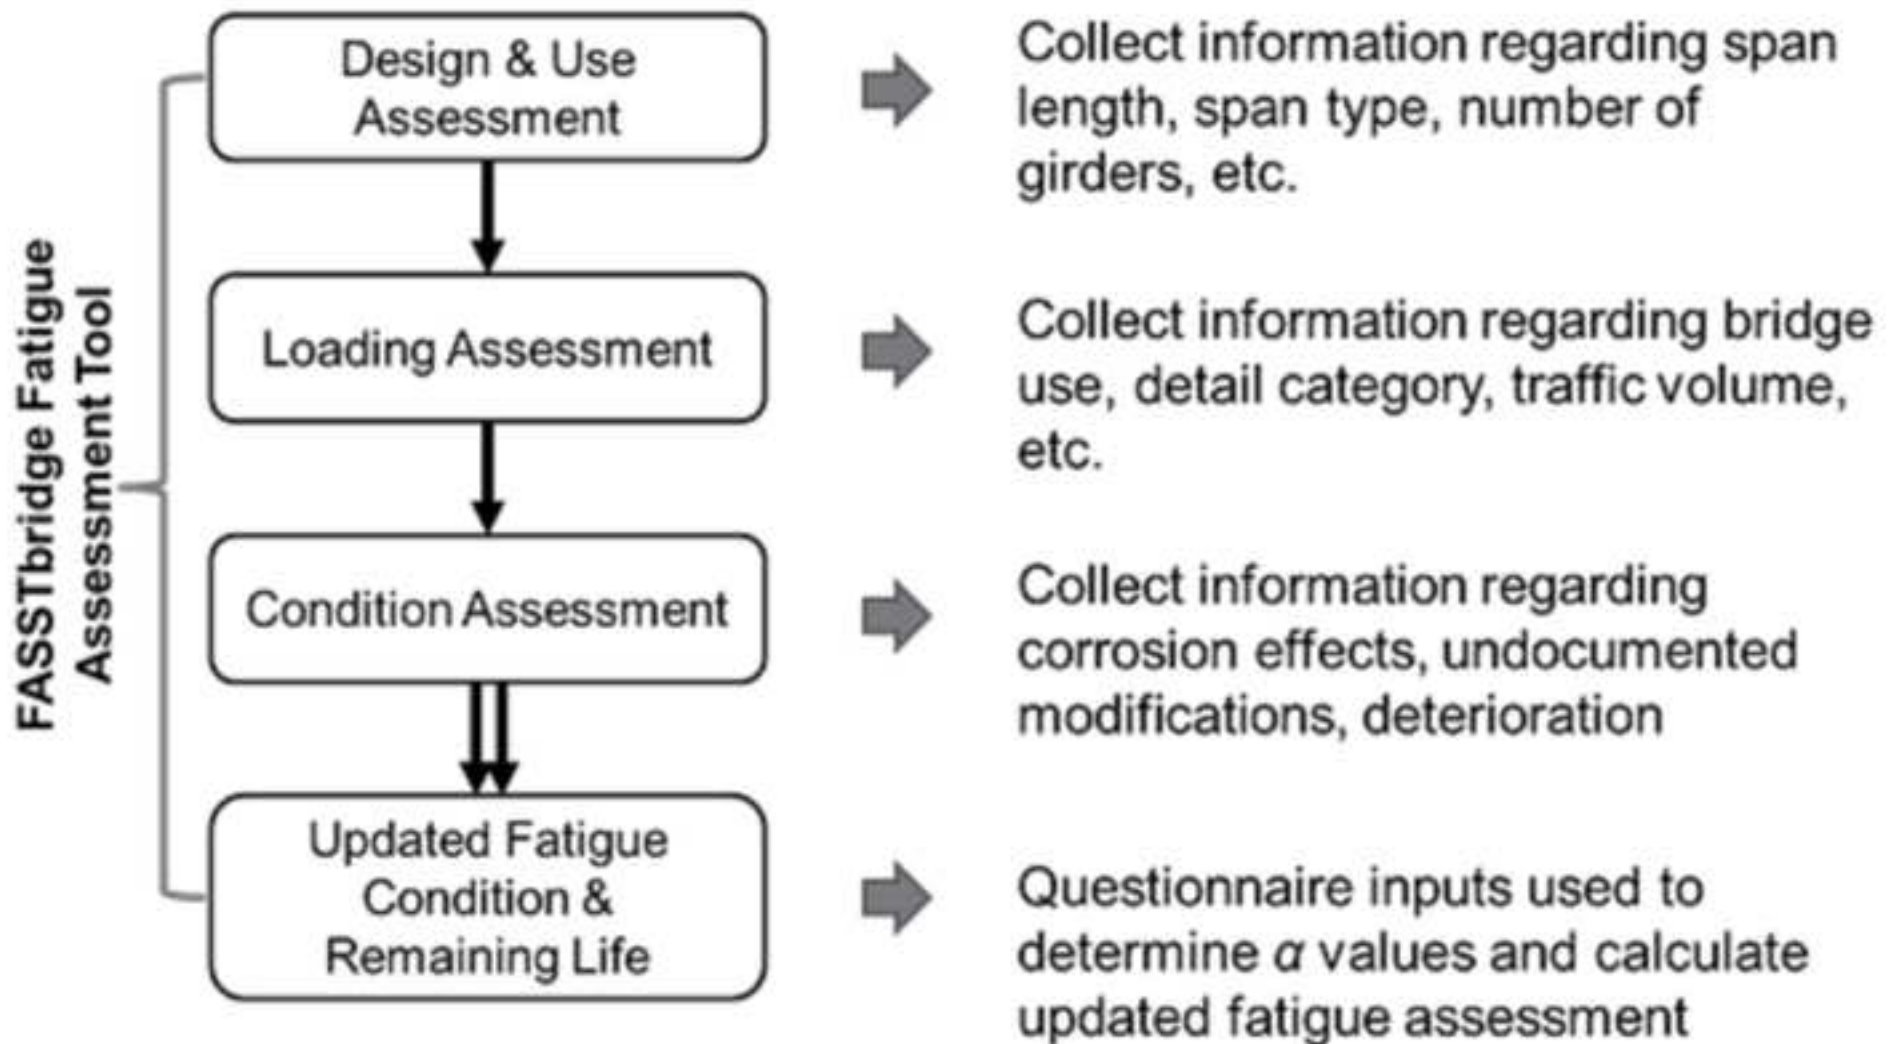 FASSTbridge Fatigue
Assessment Tool
Design & Use
Assessment
Collect information regarding span
length, span type, number of
girders, etc.
Loading Assessment
Collect information regarding bridge
use, detail category, traffic volume,
etc.
Condition Assessment
Collect information regarding
corrosion effects, undocumented
modifications, deterioration
Updated Fatigue
Condition &
Remaining Life
Questionnaire inputs used to
determine α values and calculate
updated fatigue assessment